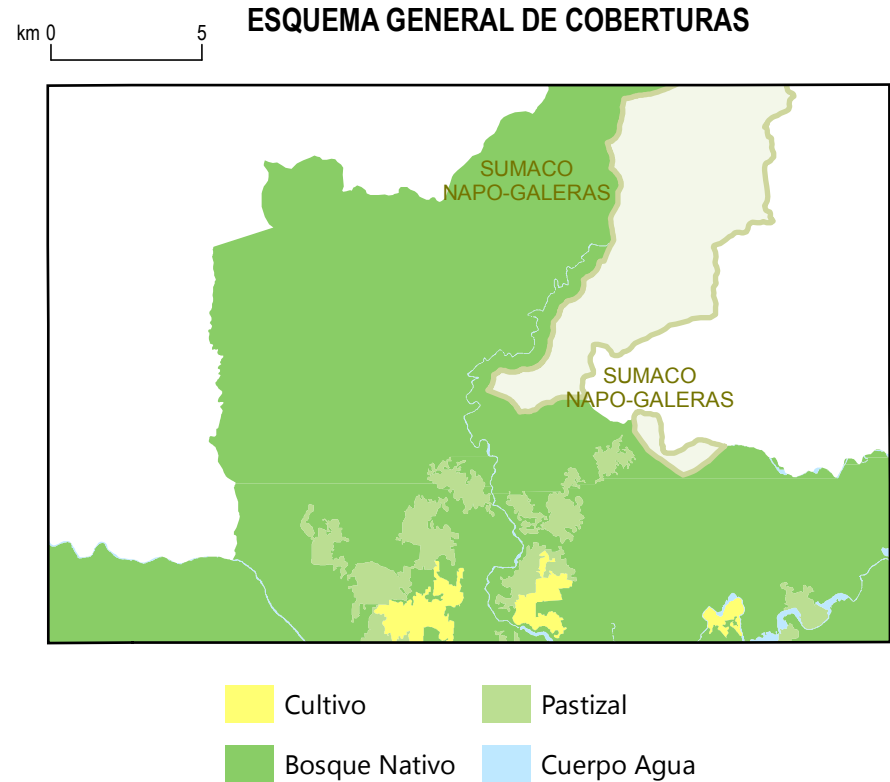 ESQUEMA GENERAL DE COBERTURAS
km 0 5
SUMACO
NAPO-GALERAS
SUMACO
NAPO-GALERAS
Cultivo
Pastizal
Bosque Nativo
Cuerpo Agua